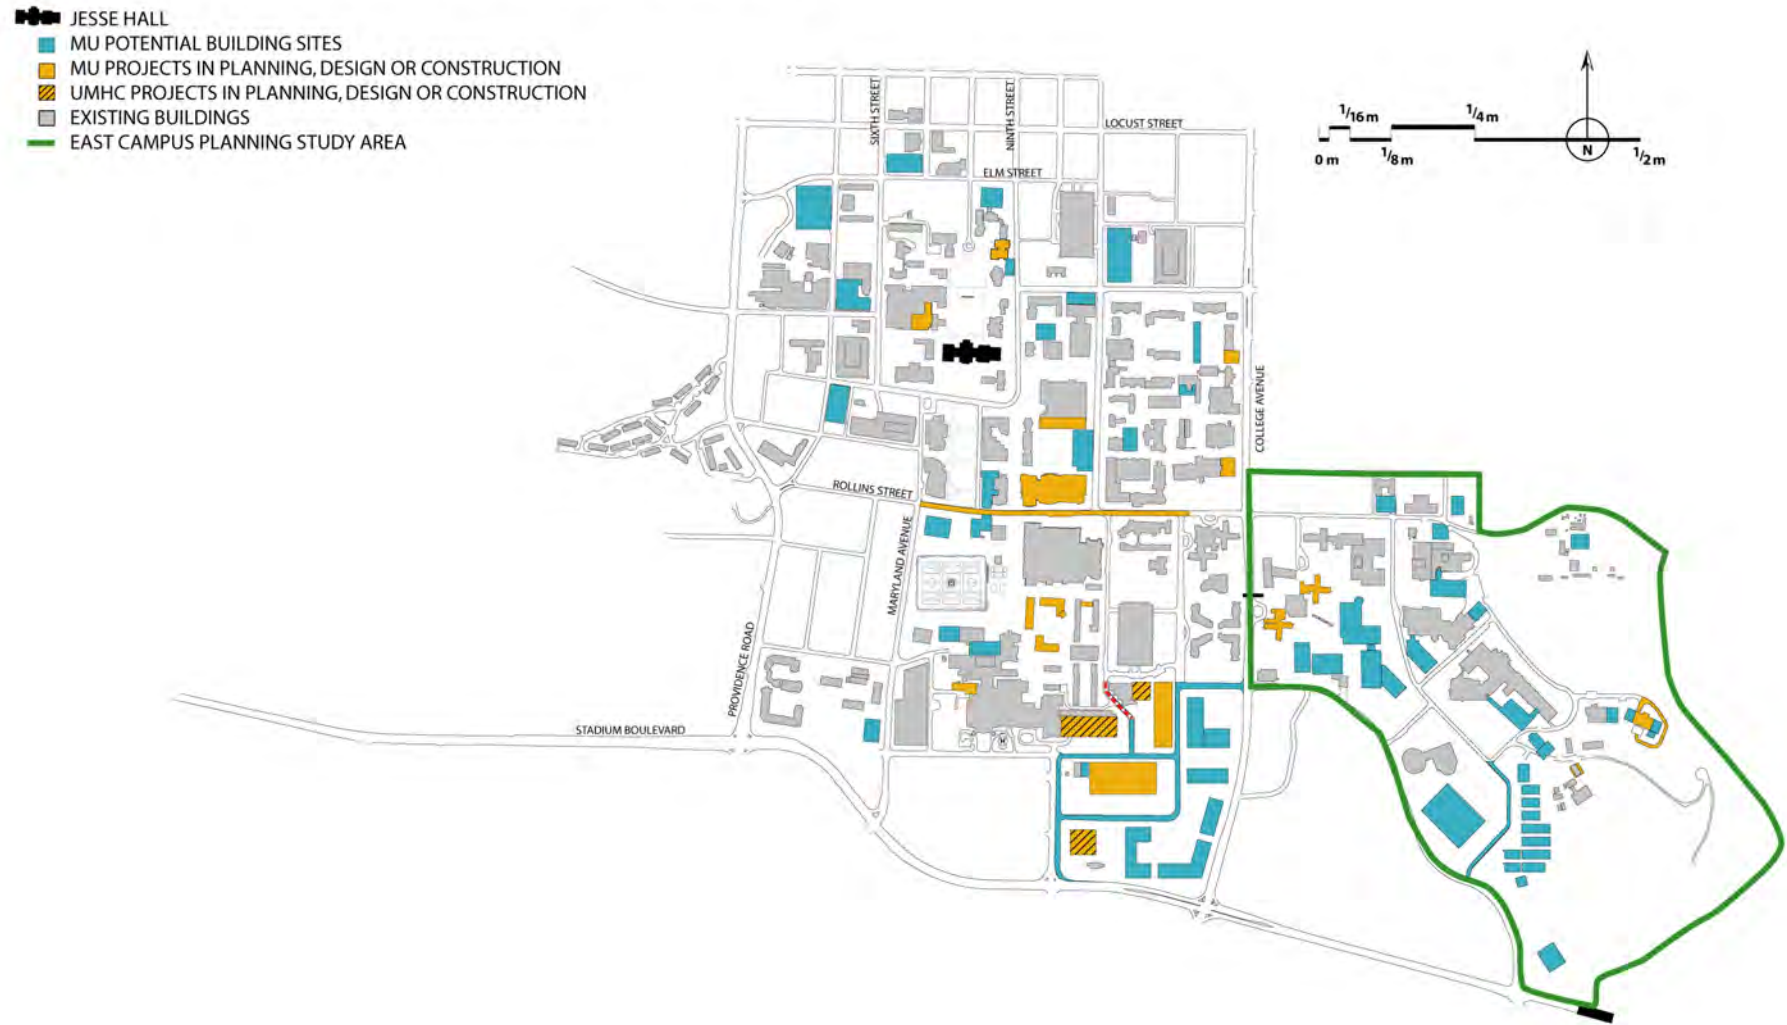 JESSE HALL
MU POTENTIAL BUILDING SITES
MU PROJECTS IN PLANNING, DESIGN OR CONSTRUCTION
UMHC PROJECTS IN PLANNING, DESIGN OR CONSTRUCTION
EXISTING BUILDINGS
EAST CAMPUS PLANNING STUDY AREA
1/16 m
1/4 m
0 m
1/8 m
N
1/2 m
SIXTH STREET
NINTH STREET
LOCUST STREET
ELM STREET
COLLEGE AVENUE
ROLLINS STREET
MARYLAND AVENUE
PROVIDENCE ROAD
STADIUM BOULEVARD
H